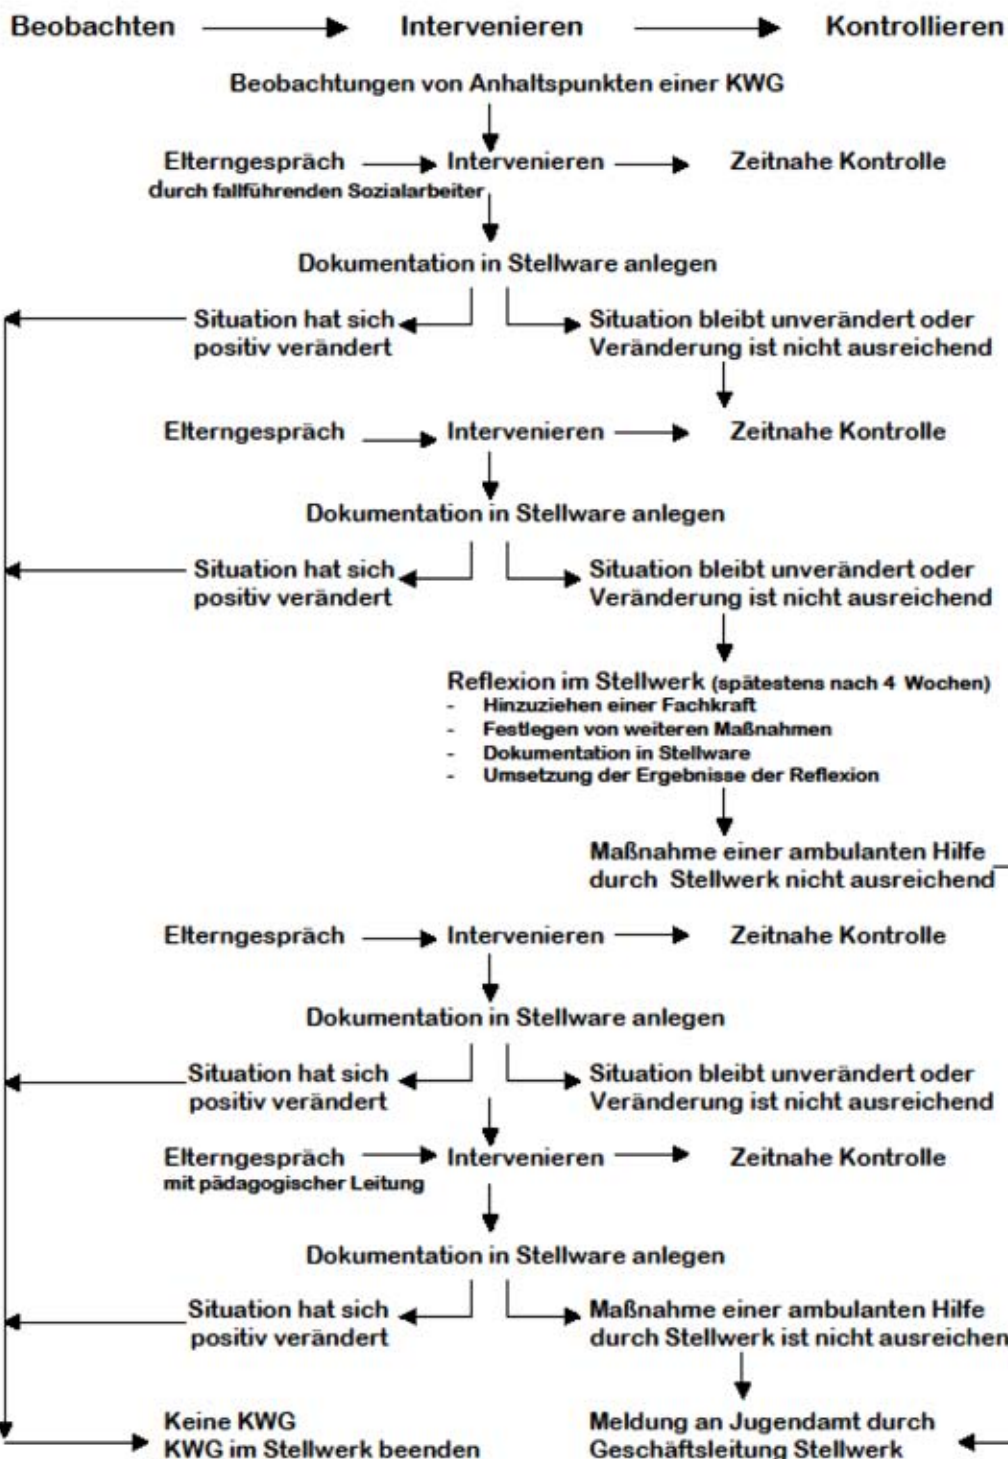 Beobachten Intervenieren Kontrollieren
Beobachtungen von Anhaltspunkten einer KWG
Elterngespräch Intervenieren Zeitnahe Kontrolle
durch fallführenden Sozialarbeiter
Dokumentation in Stellware anlegen
Situation hat sich
positiv verändert
Situation bleibt unverändert oder
Veränderung ist nicht ausreichend
Elterngespräch Intervenieren Zeitnahe Kontrolle
Dokumentation in Stellware anlegen
Situation hat sich
positiv verändert
Situation bleibt unverändert oder
Veränderung ist nicht ausreichend
Reflexion im Stellwerk (spätestens nach 4 Wochen)
- Hinzuziehen einer Fachkraft
- Festlegen von weiteren Maßnahmen
- Dokumentation in Stellware
- Umsetzung der Ergebnisse der Reflexion
Maßnahme einer ambulanten Hilfe
durch Stellwerk nicht ausreichend
Elterngespräch Intervenieren Zeitnahe Kontrolle
Dokumentation in Stellware anlegen
Situation hat sich
positiv verändert
Situation bleibt unverändert oder
Veränderung ist nicht ausreichend
Elterngespräch Intervenieren Zeitnahe Kontrolle
mit pädagogischer Leitung
Dokumentation in Stellware anlegen
Situation hat sich
positiv verändert
Maßnahme einer ambulanten Hilfe
durch Stellwerk ist nicht ausreichen
Keine KWG
KWG im Stellwerk beenden
Meldung an Jugendamt durch
Geschäftsleitung Stellwerk